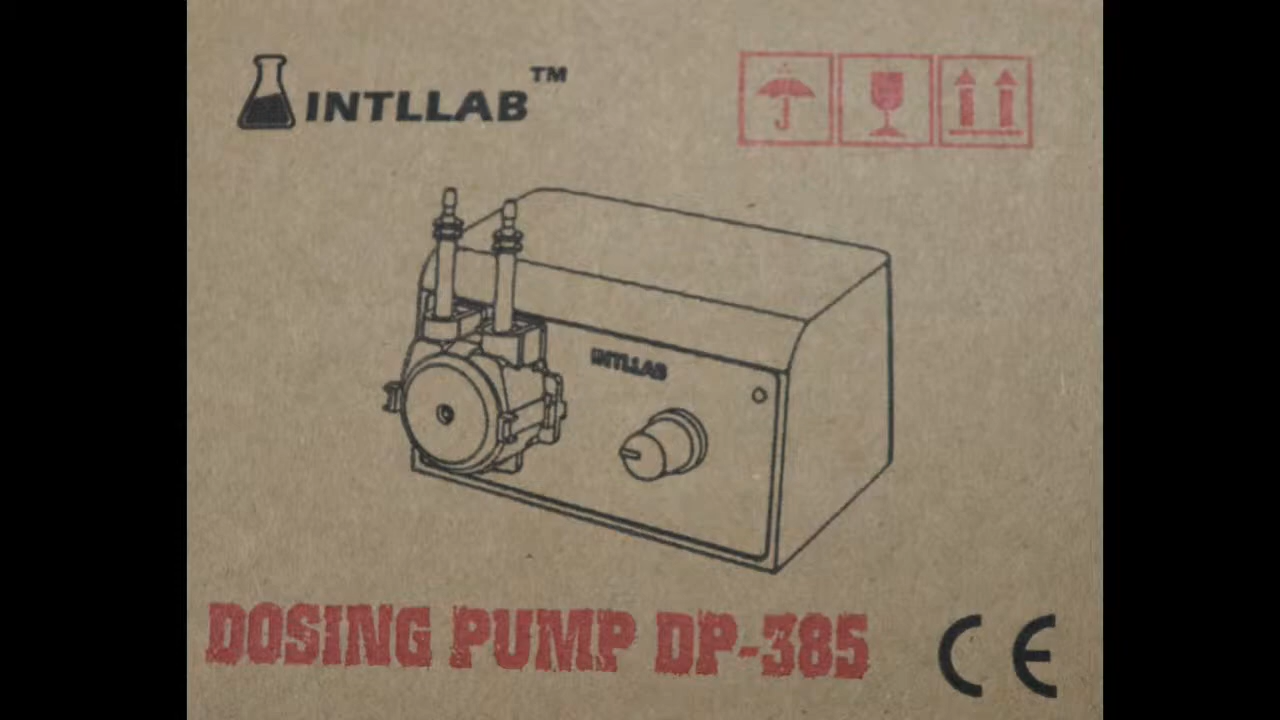 INTLLAB™
INTLLAB
DOSING PUMP DP-385
CE